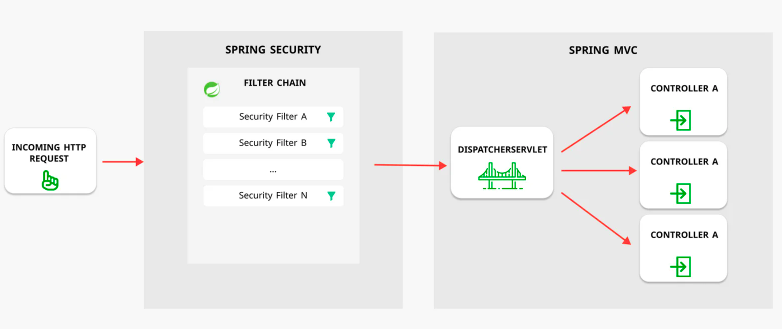 SPRING SECURITY
SPRING MVC
FILTER CHAIN
Security Filter A
Security Filter B
...
Security Filter N
INCOMING HTTP
REQUEST
DISPATCHERSERVLET
CONTROLLER A
CONTROLLER A
CONTROLLER A